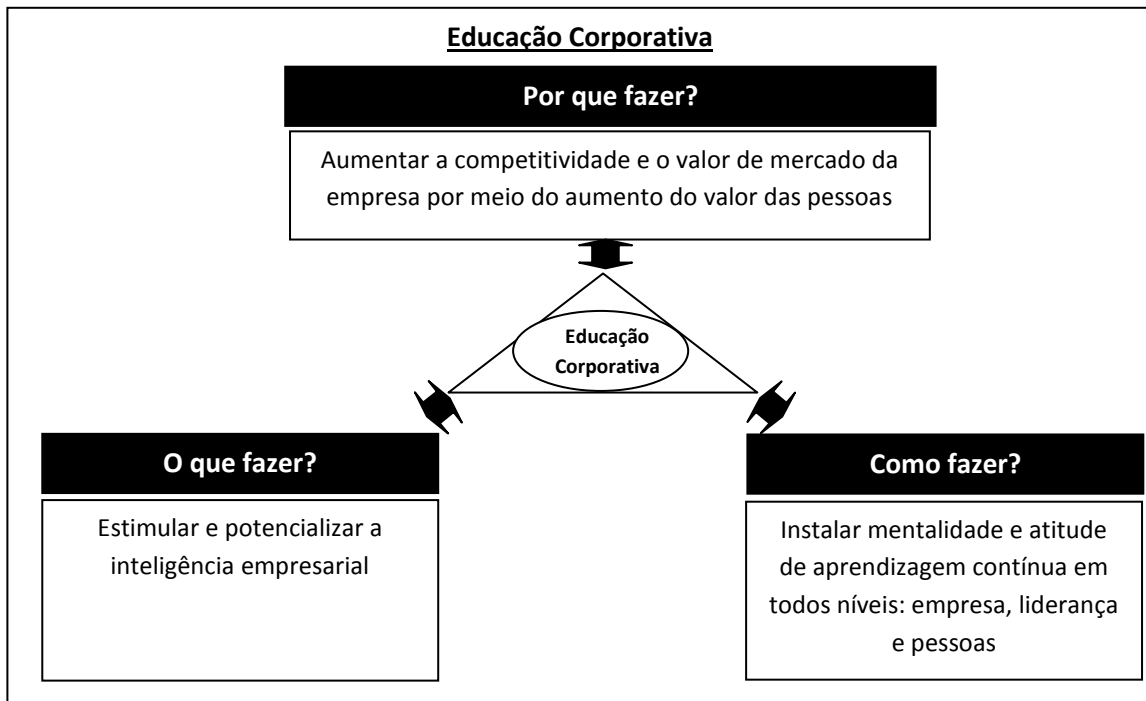 Educação Corporativa
Por que fazer?
Aumentar a competitividade e o valor de mercado da
empresa por meio do aumento do valor das pessoas
Educação
Corporativa
O que fazer?
Estimular e potencializar a
inteligência empresarial
Como fazer?
Instalar mentalidade e atitude
de aprendizagem contínua em
todos níveis: empresa, liderança
e pessoas